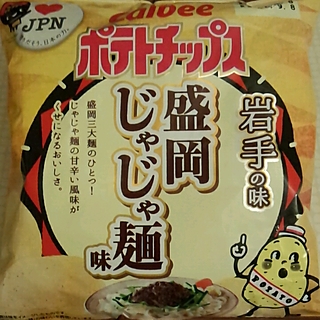 JPN
Calbee
ポテトチップス
岩手の味
盛岡
じゃじゃ麺
味
盛岡三大麺のひとつ!
じゃじゃ麺の甘辛い風味が
くせになるおいしさ。
POTATO